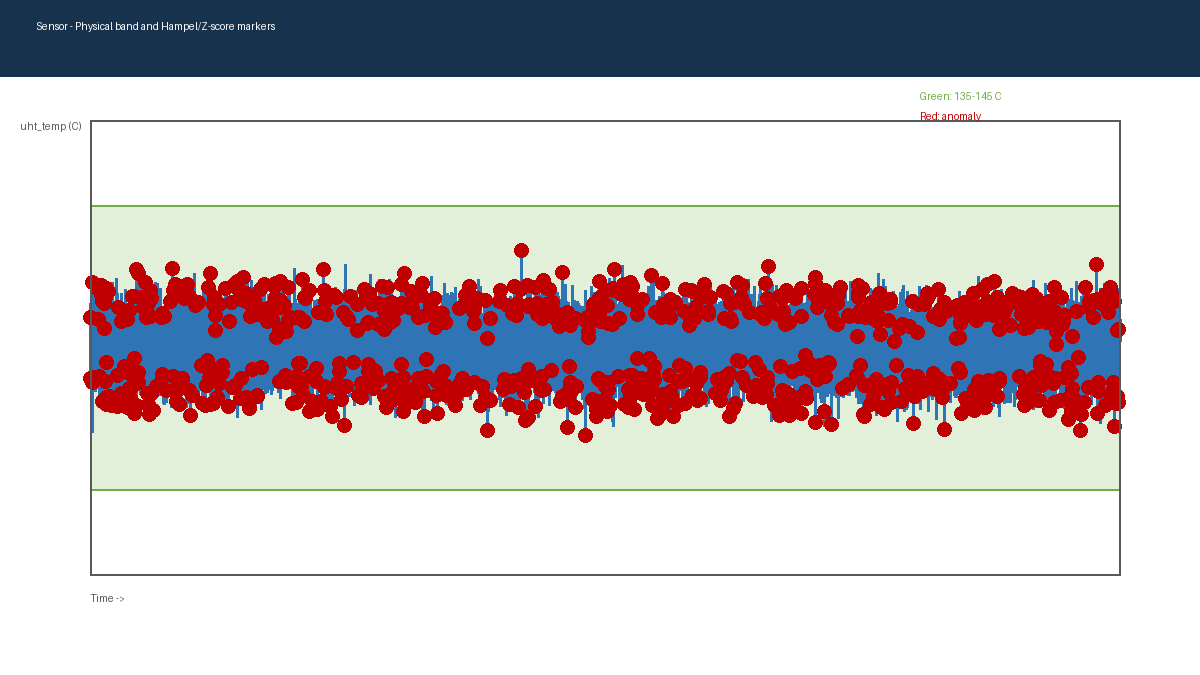 Sensor - Physical band and Hampel/Z-score markers
Green: 135-145 C
Red: anomaly
uht_temp (C)
Time ->